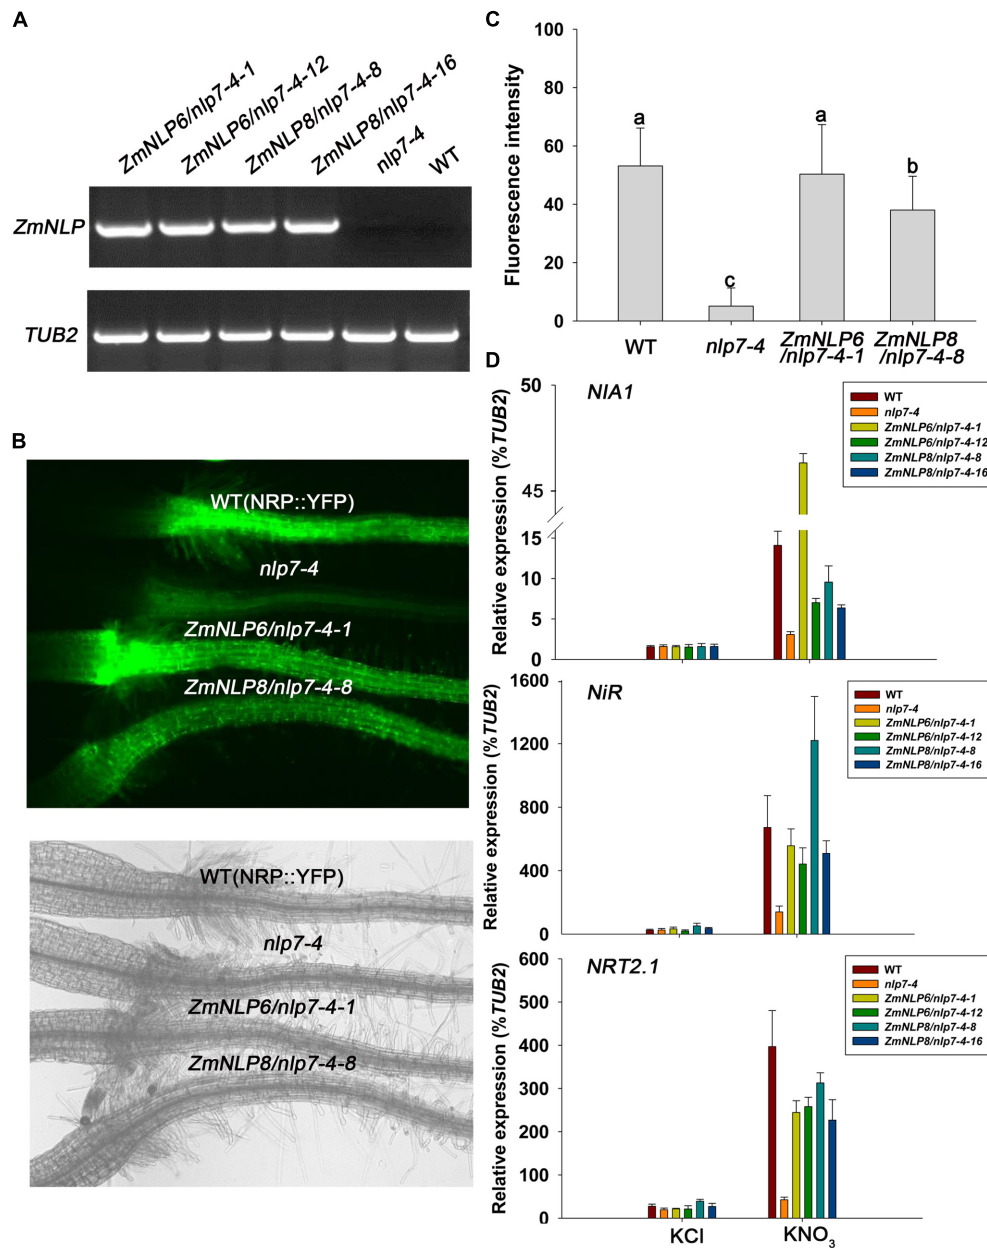 A
ZmNLP6/nlp7-4-1
ZmNLP6/nlp7-4-12
ZmNLP8/nlp7-4-8
ZmNLP8/nlp7-4-16
nlp7-4
WT
ZmNLP
TUB2
B
WT(NRP::YFP)
nlp7-4
ZmNLP6/nlp7-4-1
ZmNLP8/nlp7-4-8
WT(NRP::YFP)
nlp7-4
ZmNLP6/nlp7-4-1
ZmNLP8/nlp7-4-8
C
Fluorescence intensity
100
80
60
40
20
0
a
c
a
b
WT
nlp7-4
ZmNLP6
/nlp7-4-1
ZmNLP8
/nlp7-4-8
D
Relative expression (%TUB2)
50
45
15
10
5
0
NIA1
WT
nlp7-4
ZmNLP6/nlp7-4-1
ZmNLP6/nlp7-4-12
ZmNLP8/nlp7-4-8
ZmNLP8/nlp7-4-16
Relative expression (%TUB2)
1600
1200
800
400
0
NiR
WT
nlp7-4
ZmNLP6/nlp7-4-1
ZmNLP6/nlp7-4-12
ZmNLP8/nlp7-4-8
ZmNLP8/nlp7-4-16
Relative expression (%TUB2)
600
500
400
300
200
100
0
NRT2.1
WT
nlp7-4
ZmNLP6/nlp7-4-1
ZmNLP6/nlp7-4-12
ZmNLP8/nlp7-4-8
ZmNLP8/nlp7-4-16
KCl
KNO₃